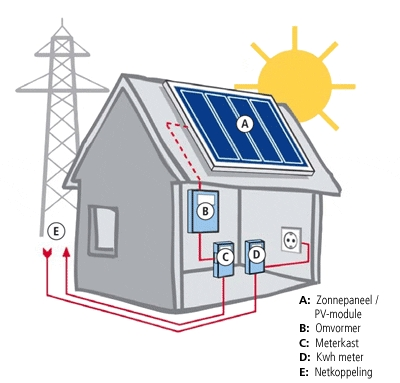 A
B
C
D
E
A: Zonnepaneel /
PV-module
B: Omvormer
C: Meterkast
D: Kwh meter
E: Netkoppeling